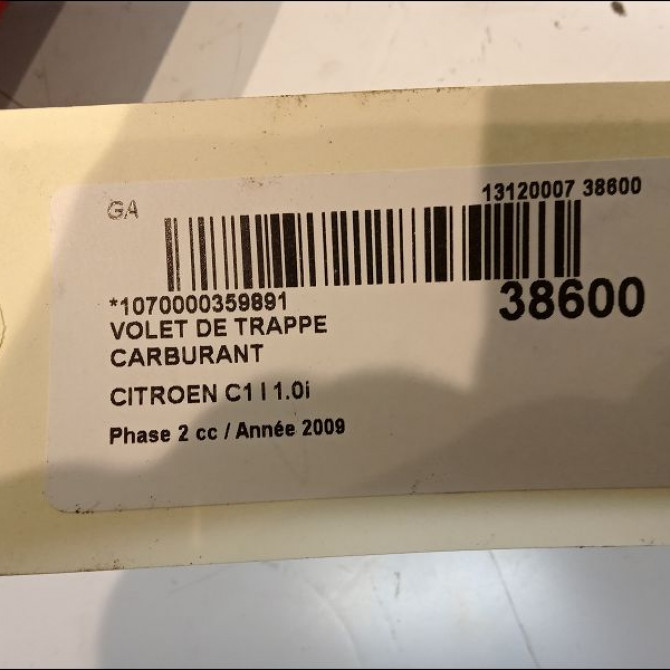 GA
13120007 38600
*1070000359891
38600
VOLET DE TRAPPE
CARBURANT
CITROEN C1 I 1.0i
Phase 2 cc / Année 2009